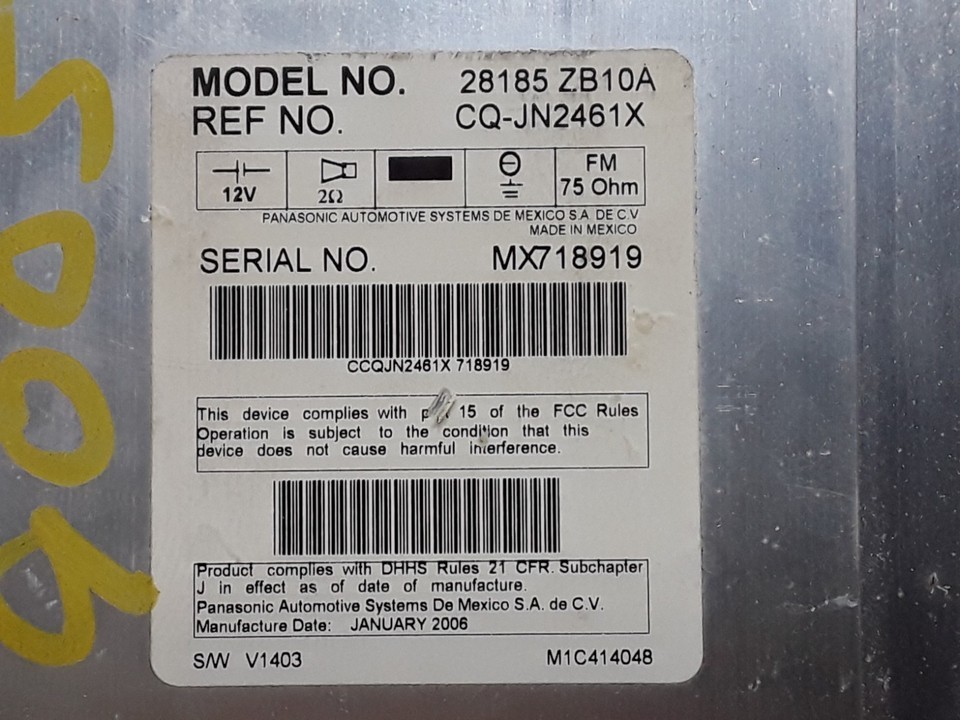 MODEL NO. 28185 ZB10A
REF NO. CQ-JN2461X
12V
2Ω
FM
75 Ohm
PANASONIC AUTOMOTIVE SYSTEMS DE MEXICO S.A. DE C.V
MADE IN MEXICO
SERIAL NO. MX718919
CCQJN2461X 718919
This device complies with 15 of the FCC Rules
Operation is subject to the condition that this
device does not cause harmful interference.
Product complies with DHHS Rules 21 CFR. Subchapter
J in effect as of date of manufacture.
Panasonic Automotive Systems De Mexico S.A. de C.V.
Manufacture Date: JANUARY 2006
S/W V1403 M1C414048